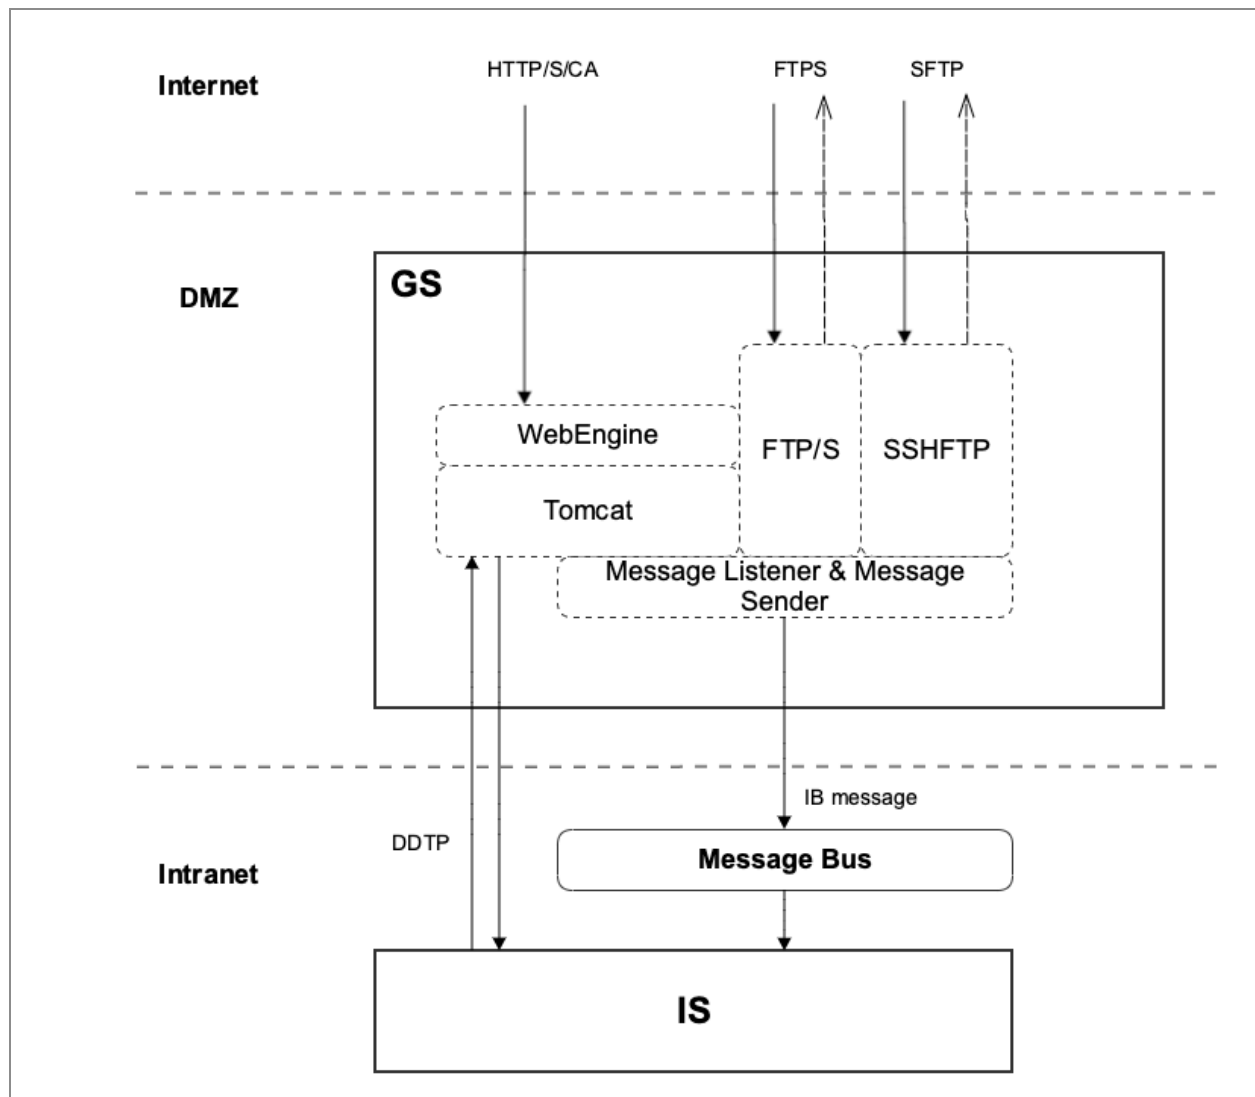 HTTP/S/CA
FTPS
SFTP
Internet
GS
DMZ
WebEngine
FTP/S
SSHFTP
Tomcat
Message Listener & Message
Sender
IB message
DDTP
Message Bus
Intranet
IS